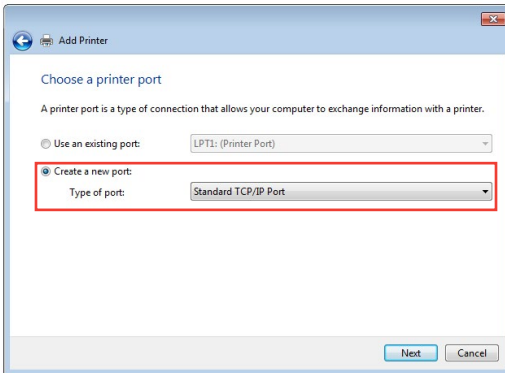 Add Printer
Choose a printer port
A printer port is a type of connection that allows your computer to exchange information with a printer.
Use an existing port: LPT1: (Printer Port)
Create a new port:
Type of port: Standard TCP/IP Port
Next Cancel